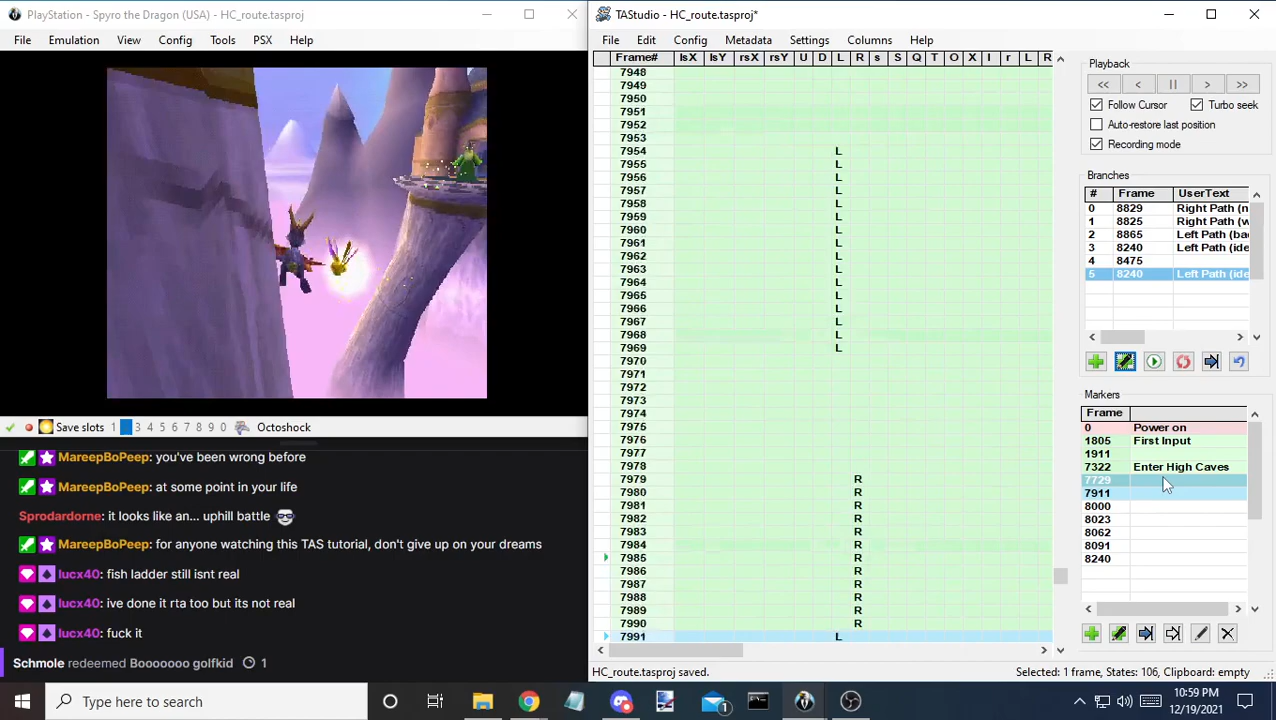 PlayStation - Spyro the Dragon (USA) - HC_route.tasproj
File Emulation View Config Tools PSX Help
Save slots 1 3 4 5 6 7 8 9 0 Octoshock
MareepBoPeep: you've been wrong before
MareepBoPeep: at some point in your life
Sprodardorne: it looks like an... uphill battle
MareepBoPeep: for anyone watching this TAS tutorial, don't give up on your dreams
lucx40: fish ladder still isnt real
lucx40: ive done it rta too but its not real
lucx40: fuck it
Schmole redeemed Booooooo golfkid 1
TAStudio - HC_route.tasproj*
File Edit Config Metadata Settings Columns Help
Frame# lsX lsY rsX rsY U D L R s S Q T O X l r L R
7948
7949
7950
7951
7952
7953
7954 L
7955 L
7956 L
7957 L
7958 L
7959 L
7960 L
7961 L
7962 L
7963 L
7964 L
7965 L
7966 L
7967 L
7968 L
7969 L
7970
7971
7972
7973
7974
7975
7976
7977
7978
7979 R
7980 R
7981 R
7982 R
7983 R
7984 R
7985 R
7986 R
7987 R
7988 R
7989 R
7990 R
7991 L
HC_route.tasproj saved.
Selected: 1 frame, States: 106, Clipboard: empty
Playback
<< < || > >>
Follow Cursor Turbo seek
Auto-restore last position
Recording mode
Branches
# Frame UserText
0 8829 Right Path (n
1 8825 Right Path (w
2 8865 Left Path (ba
3 8240 Left Path (ide
4 8475
5 8240 Left Path (ide
Markers
Frame
0 Power on
1805 First Input
1911
7322 Enter High Caves
7729
7911
8000
8023
8062
8091
8240
Type here to search
1
10:59 PM
12/19/2021